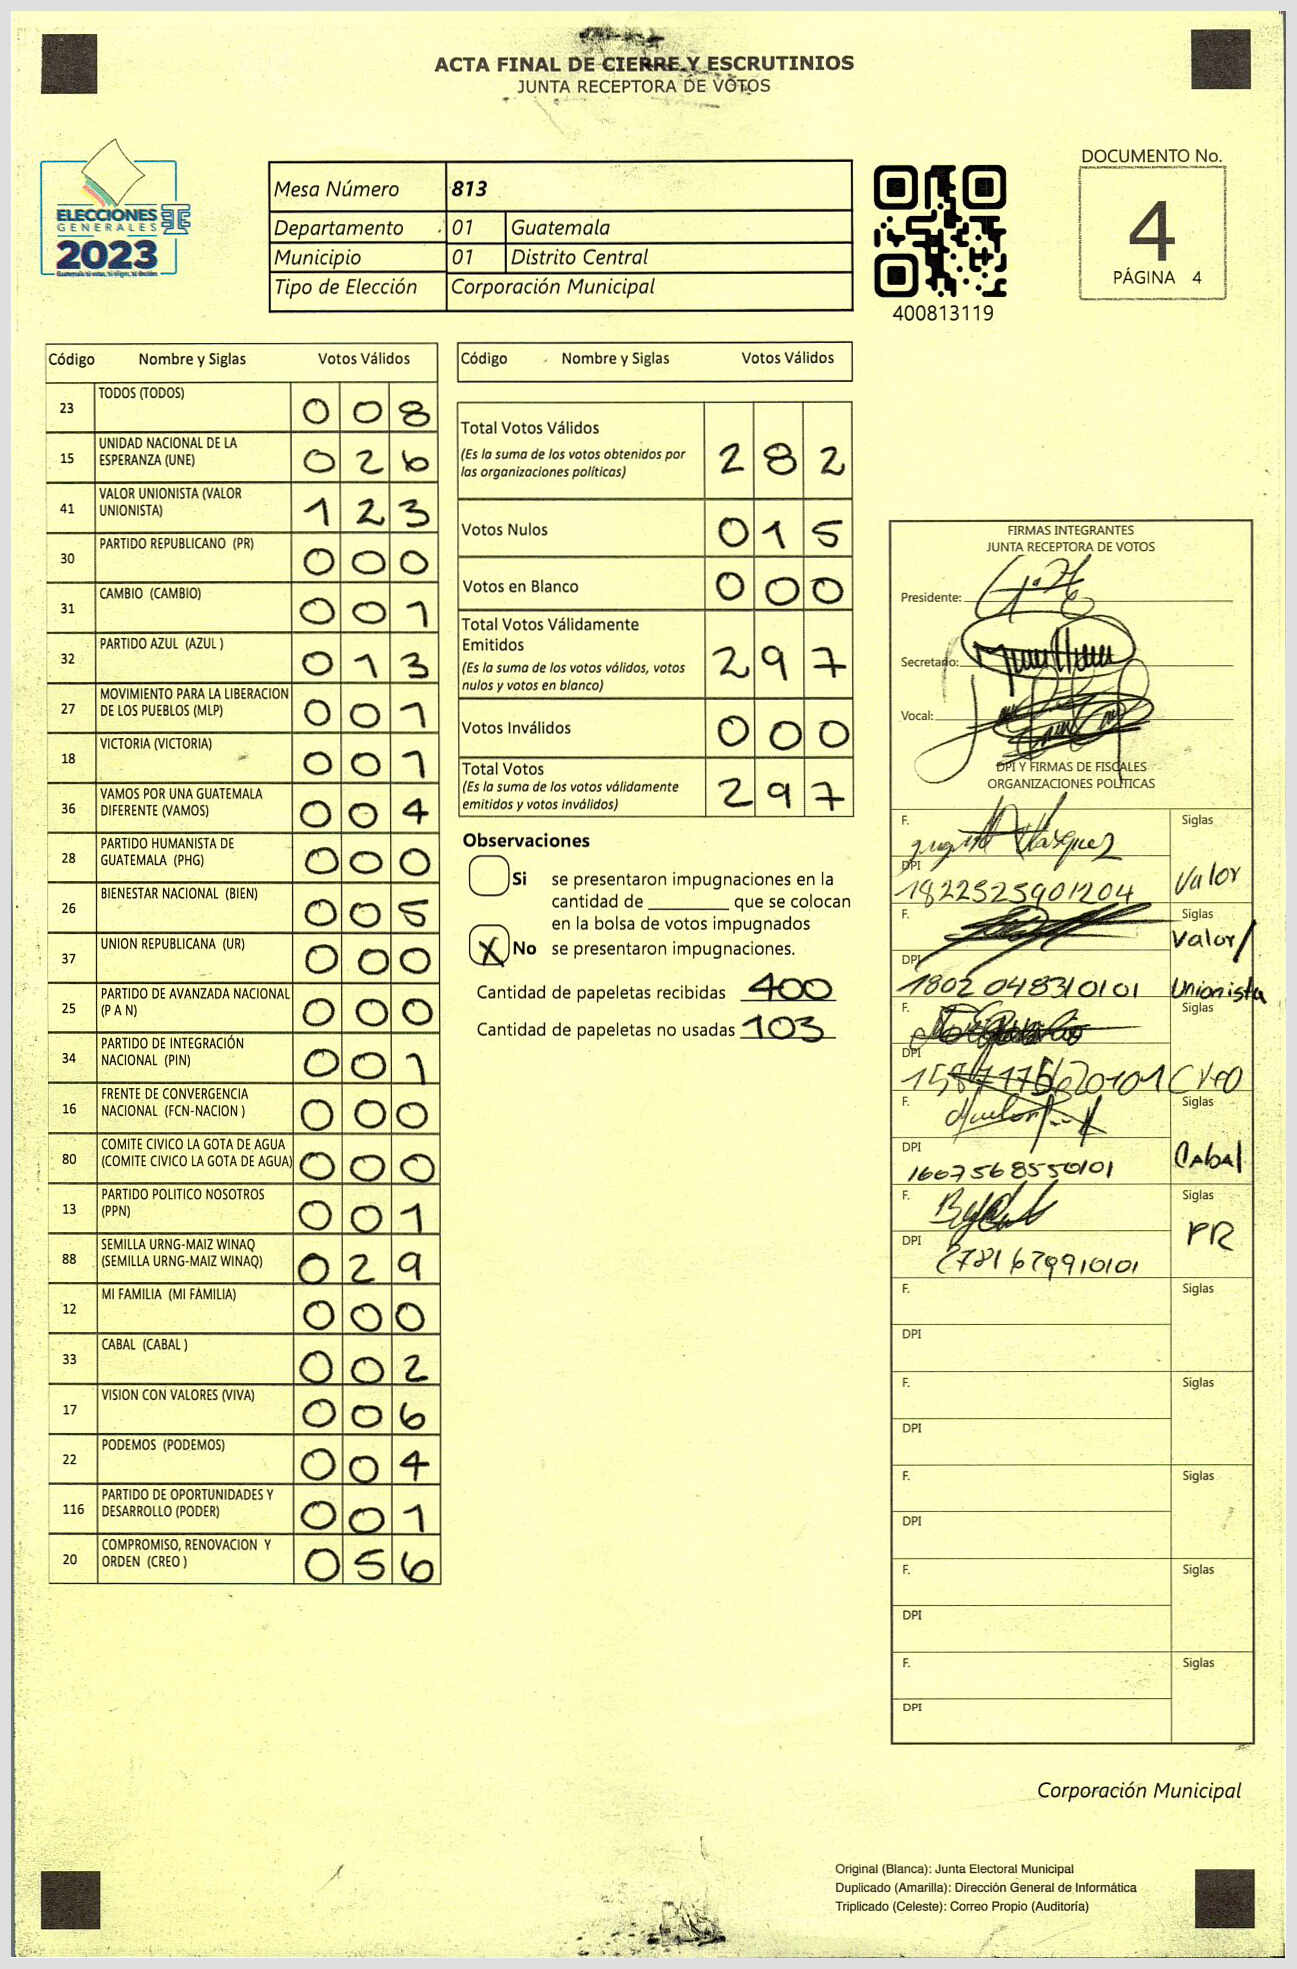 ACTA FINAL DE CIERRE Y ESCRUTINIOS
JUNTA RECEPTORA DE VOTOS
ELECCIONES
GENERALES
2023
Mesa Número 813
Departamento 01 Guatemala
Municipio 01 Distrito Central
Tipo de Elección Corporación Municipal
400813119
DOCUMENTO No.
4
PÁGINA 4
Código Nombre y Siglas Votos Válidos
23 TODOS (TODOS) 0 0 8
15 UNIDAD NACIONAL DE LA ESPERANZA (UNE) 0 2 6
41 VALOR UNIONISTA (VALOR UNIONISTA) 1 2 3
30 PARTIDO REPUBLICANO (PR) 0 0 0
31 CAMBIO (CAMBIO) 0 0 1
32 PARTIDO AZUL (AZUL ) 0 1 3
27 MOVIMIENTO PARA LA LIBERACION DE LOS PUEBLOS (MLP) 0 0 1
18 VICTORIA (VICTORIA) 0 0 1
36 VAMOS POR UNA GUATEMALA DIFERENTE (VAMOS) 0 0 4
28 PARTIDO HUMANISTA DE GUATEMALA (PHG) 0 0 0
26 BIENESTAR NACIONAL (BIEN) 0 0 5
37 UNION REPUBLICANA (UR) 0 0 0
25 PARTIDO DE AVANZADA NACIONAL (P A N) 0 0 0
34 PARTIDO DE INTEGRACIÓN NACIONAL (PIN) 0 0 1
16 FRENTE DE CONVERGENCIA NACIONAL (FCN-NACION ) 0 0 0
80 COMITE CIVICO LA GOTA DE AGUA (COMITE CIVICO LA GOTA DE AGUA) 0 0 0
13 PARTIDO POLITICO NOSOTROS (PPN) 0 0 1
88 SEMILLA URNG-MAIZ WINAQ (SEMILLA URNG-MAIZ WINAQ) 0 2 9
12 MI FAMILIA (MI FAMILIA) 0 0 0
33 CABAL (CABAL ) 0 0 2
17 VISION CON VALORES (VIVA) 0 0 6
22 PODEMOS (PODEMOS) 0 0 4
116 PARTIDO DE OPORTUNIDADES Y DESARROLLO (PODER) 0 0 1
20 COMPROMISO, RENOVACION Y ORDEN (CREO ) 0 5 6
Código Nombre y Siglas Votos Válidos
Total Votos Válidos 2 8 2
(Es la suma de los votos obtenidos por
las organizaciones políticas)
Votos Nulos 0 1 5
Votos en Blanco 0 0 0
Total Votos Válidamente
Emitidos 2 9 7
(Es la suma de los votos válidos, votos
nulos y votos en blanco)
Votos Inválidos 0 0 0
Total Votos 2 9 7
(Es la suma de los votos válidamente
emitidos y votos inválidos)
Observaciones
Si se presentaron impugnaciones en la
cantidad de ________ que se colocan
en la bolsa de votos impugnados
X No se presentaron impugnaciones.
Cantidad de papeletas recibidas 400
Cantidad de papeletas no usadas 103
FIRMAS INTEGRANTES
JUNTA RECEPTORA DE VOTOS
Presidente:
Secretario:
Vocal:
DPI Y FIRMAS DE FISCALES
ORGANIZACIONES POLÍTICAS
F. Siglas
DPI 1822525901204 Valor
F. Siglas
Valor/
DPI 1802048310101 Unionista
F. Siglas
DPI
F. Siglas
DPI 1607568550101 Cabal
F. Siglas
DPI 2781679910101 PR
F. Siglas
DPI
F. Siglas
DPI
F. Siglas
DPI
F. Siglas
DPI
F. Siglas
DPI
Corporación Municipal
Original (Blanca): Junta Electoral Municipal
Duplicado (Amarilla): Dirección General de Informática
Triplicado (Celeste): Correo Propio (Auditoría)